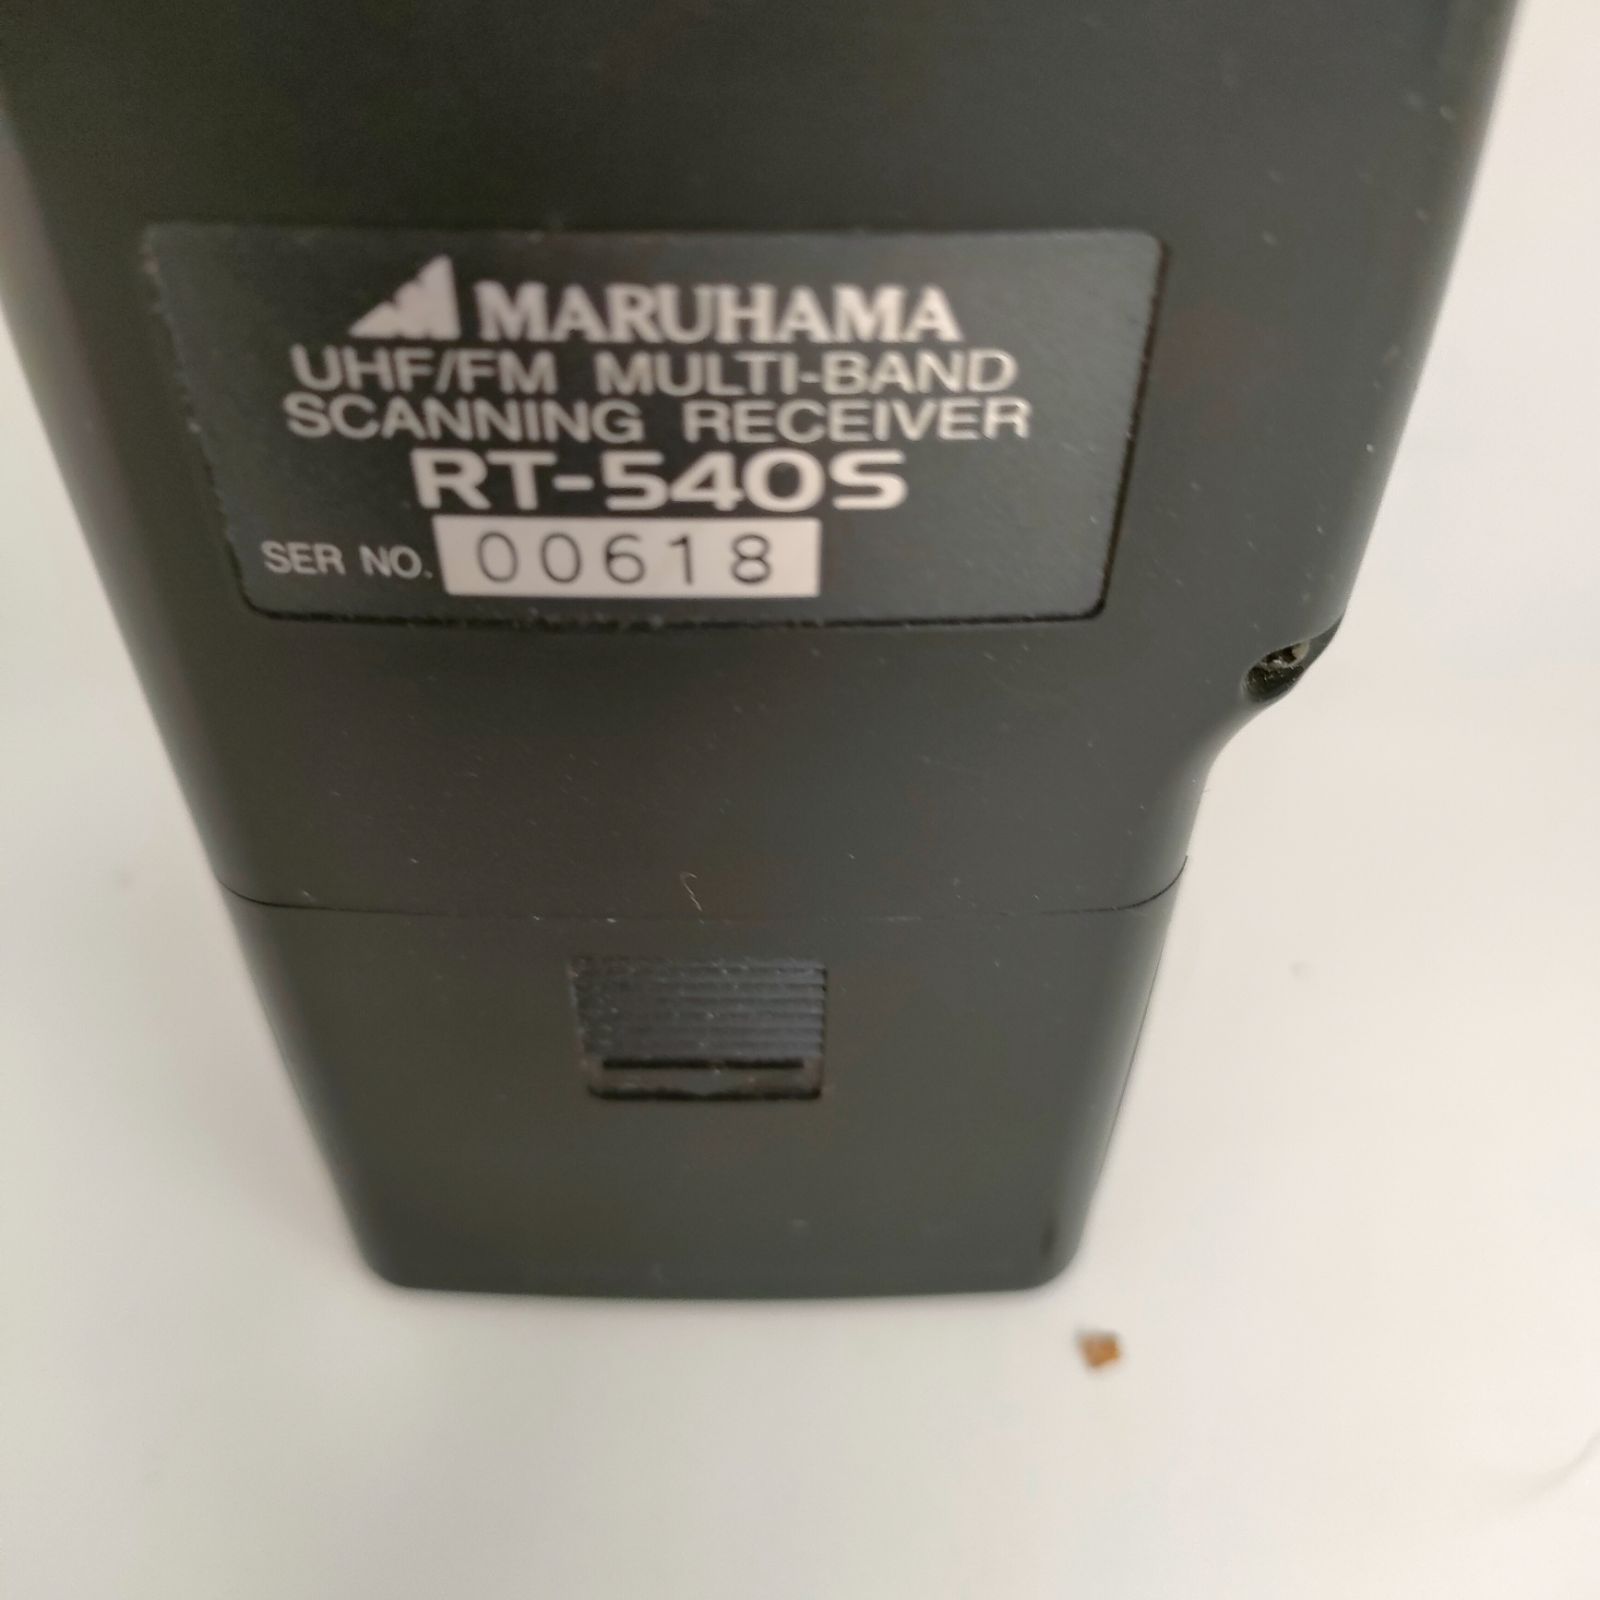 MARUHAMA
UHF/FM MULTI-BAND
SCANNING RECEIVER
RT-540S
SER NO. 00618